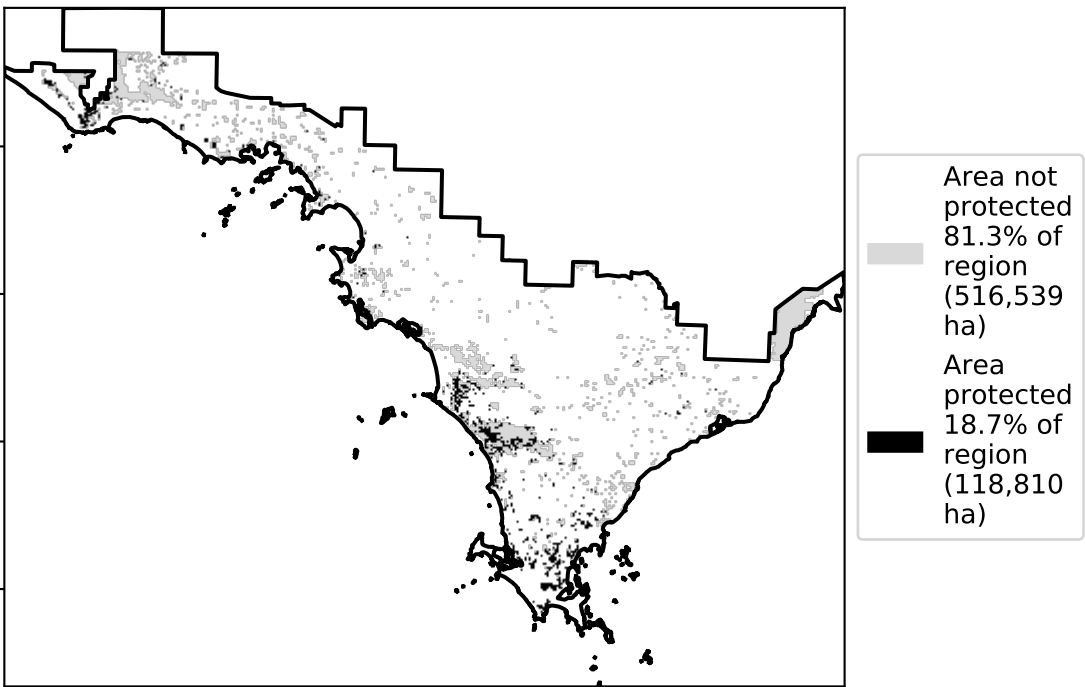 Area not
protected
81.3% of
region
(516,539
ha)
Area
protected
18.7% of
region
(118,810
ha)